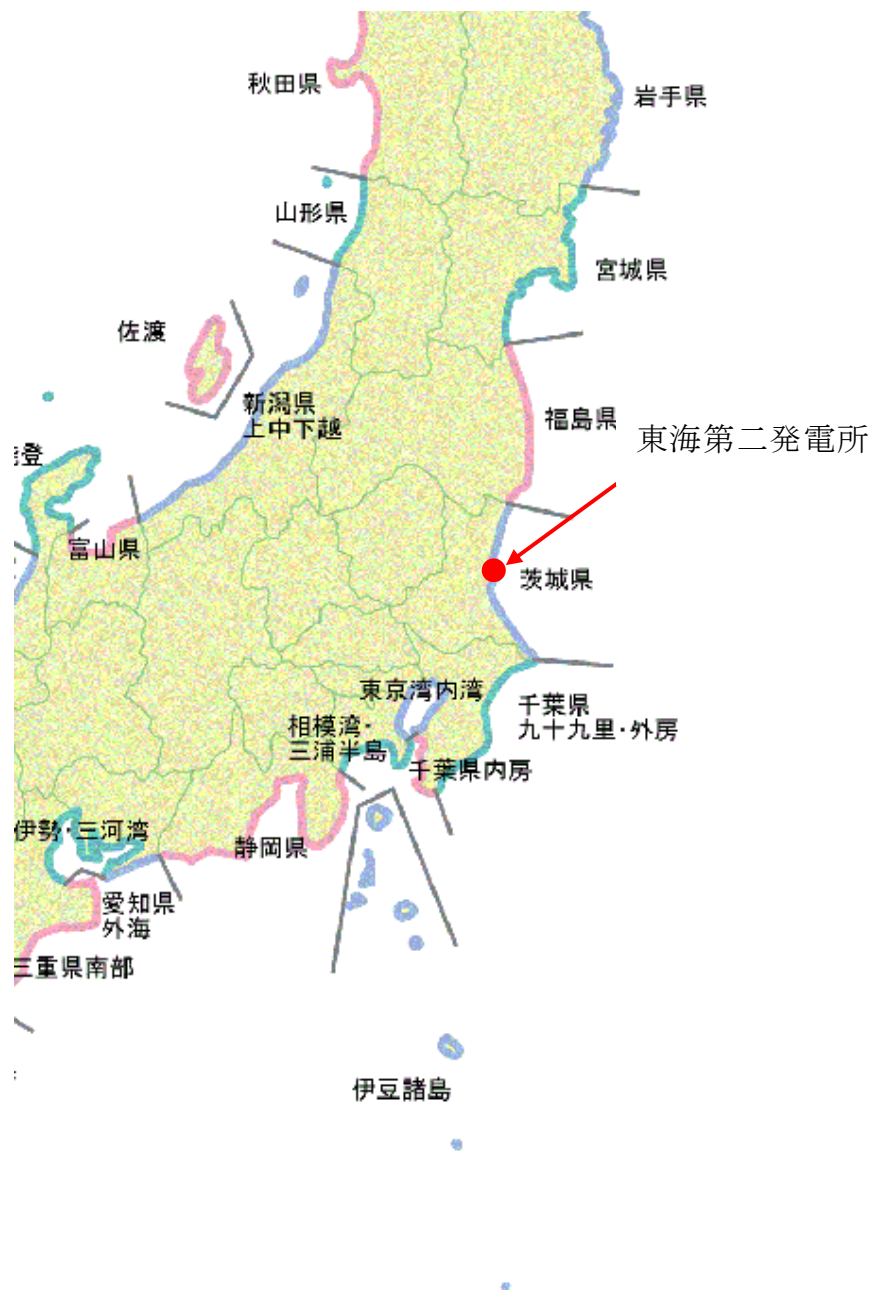 秋田県
岩手県
山形県
宮城県
佐渡
新潟県
上中下越
福島県
東海第二発電所
登
富山県
茨城県
東京湾内湾
千葉県
九十九里・外房
相模湾・
三浦半島
千葉県内房
伊勢・三河湾
静岡県
愛知県
外海
三重県南部
伊豆諸島